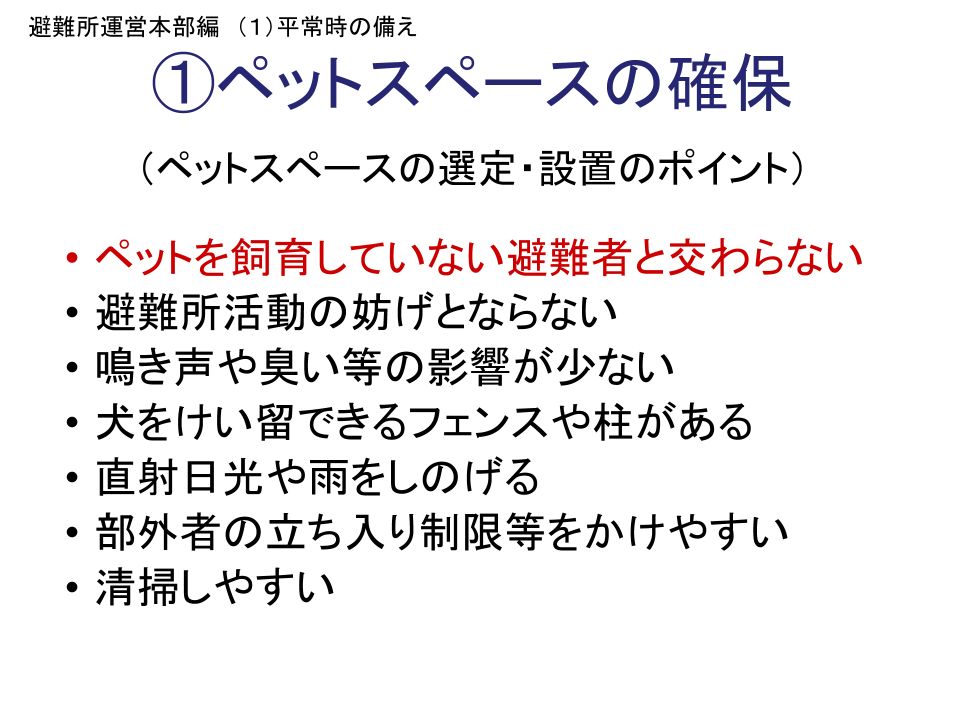 避難所運営本部編　（１）平常時の備え
①ペットスペースの確保
（ペットスペースの選定・設置のポイント）
• ペットを飼育していない避難者と交わらない
• 避難所活動の妨げとならない
• 鳴き声や臭い等の影響が少ない
• 犬をけい留できるフェンスや柱がある
• 直射日光や雨をしのげる
• 部外者の立ち入り制限等をかけやすい
• 清掃しやすい